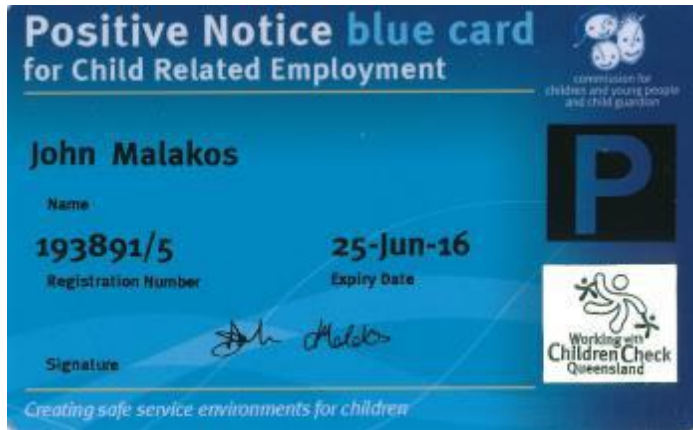 Positive Notice blue card
for Child Related Employment
commission for
children and young people
and child guardian
John Malakos
Name
P
193891/5
25-Jun-16
Registration Number
Expiry Date
Signature
John Malakos
Working with
Children Check
Queensland
Creating safe service environments for children